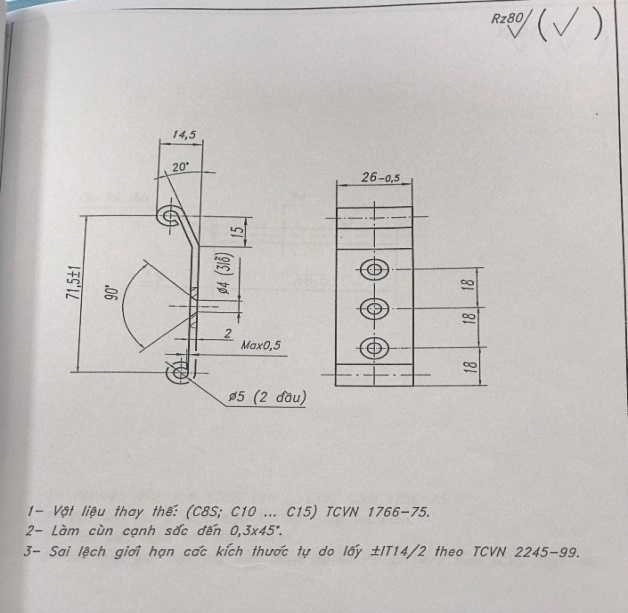 Rz80 ( )
14,5
20°
26-0,5
15
71,5±1
90°
ø4 (3lỗ)
18
18
18
2
Max0,5
ø5 (2 đầu)
1- Vật liệu thay thế: (C8S; C10 ... C15) TCVN 1766-75.
2- Làm cùn cạnh sắc đến 0,3x45°.
3- Sai lệch giới hạn các kích thước tự do lấy ±IT14/2 theo TCVN 2245-99.